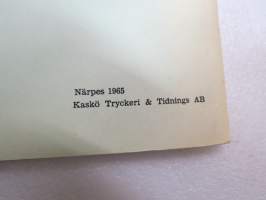 Närpes 1965
Kaskö Tryckeri & Tidnings AB